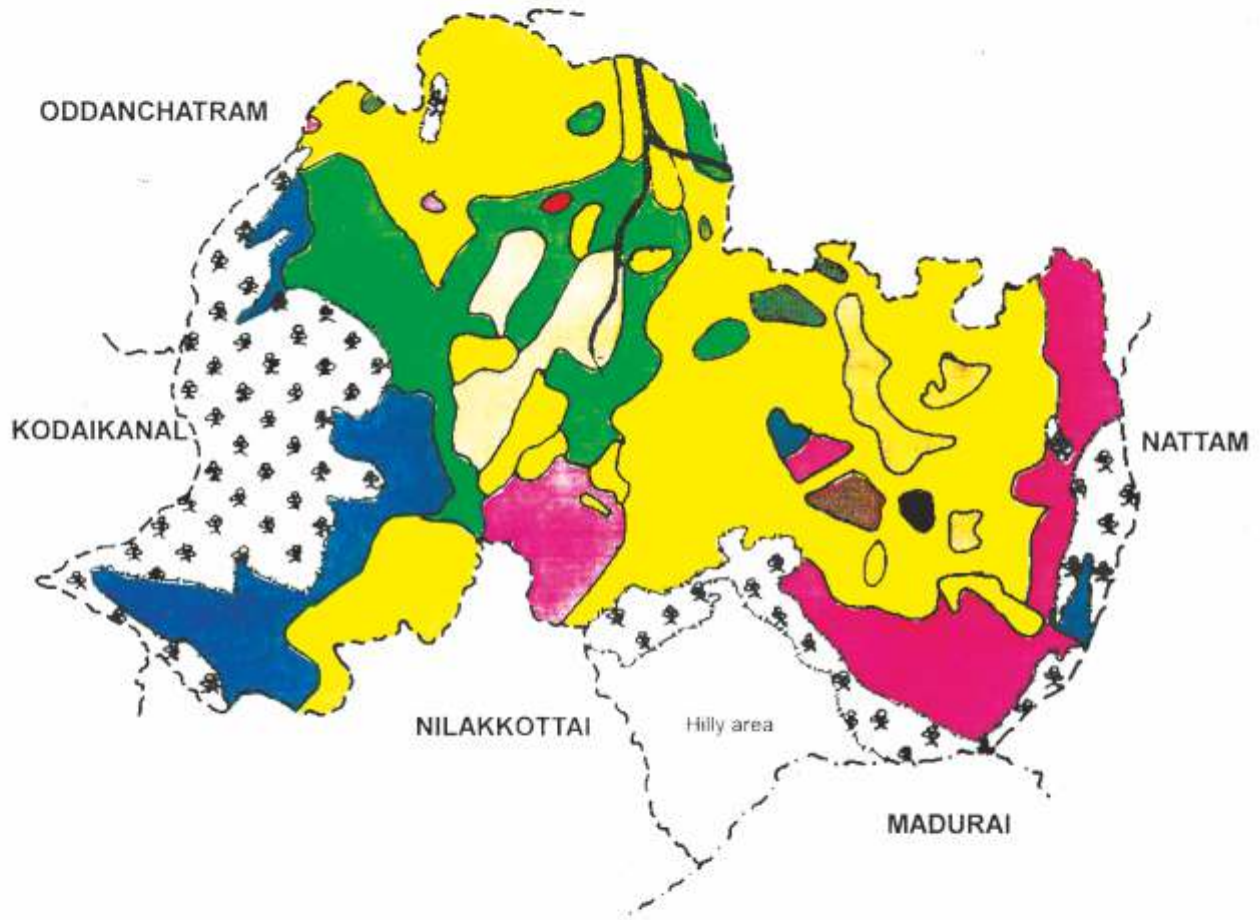 ODDANCHATRAM
KODAIKANAL
NATTAM
NILAKKOTTAI
Hilly area
MADURAI